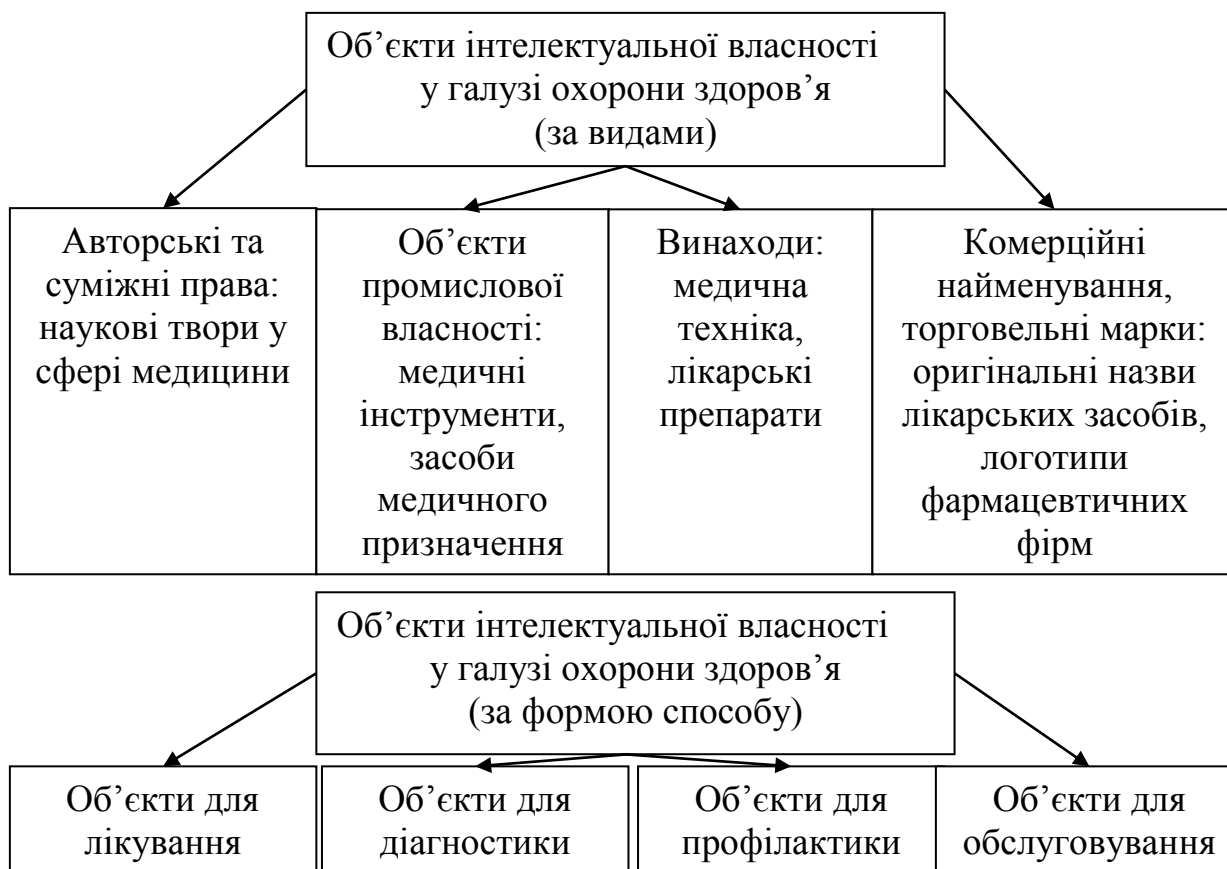 Об’єкти інтелектуальної власності
у галузі охорони здоров’я
(за видами)
Авторські та
суміжні права:
наукові твори у
сфері медицини
Об’єкти
промислової
власності:
медичні
інструменти,
засоби
медичного
призначення
Винаходи:
медична
техніка,
лікарські
препарати
Комерційні
найменування,
торговельні марки:
оригінальні назви
лікарських засобів,
логотипи
фармацевтичних
фірм
Об’єкти інтелектуальної власності
у галузі охорони здоров’я
(за формою способу)
Об’єкти для
лікування
Об’єкти для
діагностики
Об’єкти для
профілактики
Об’єкти для
обслуговування